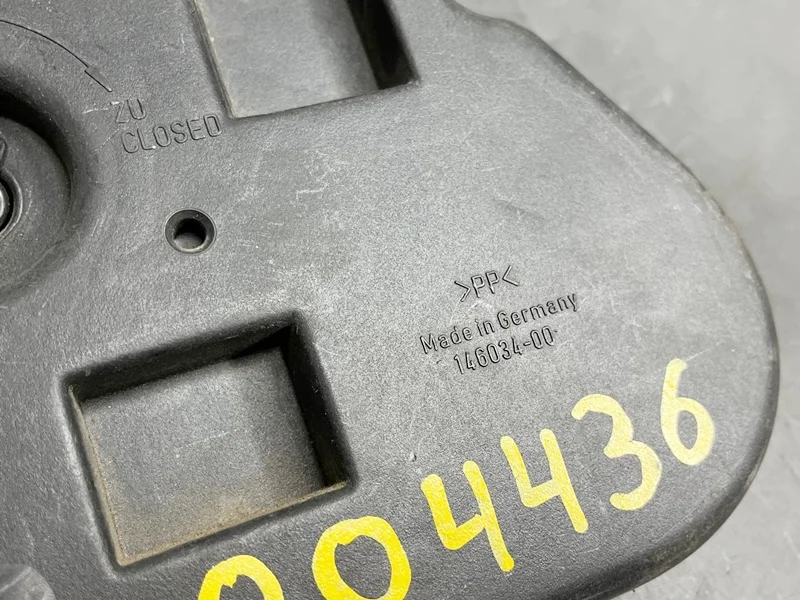 ZU
CLOSED
>PP<
Made in Germany
146034-00
004436